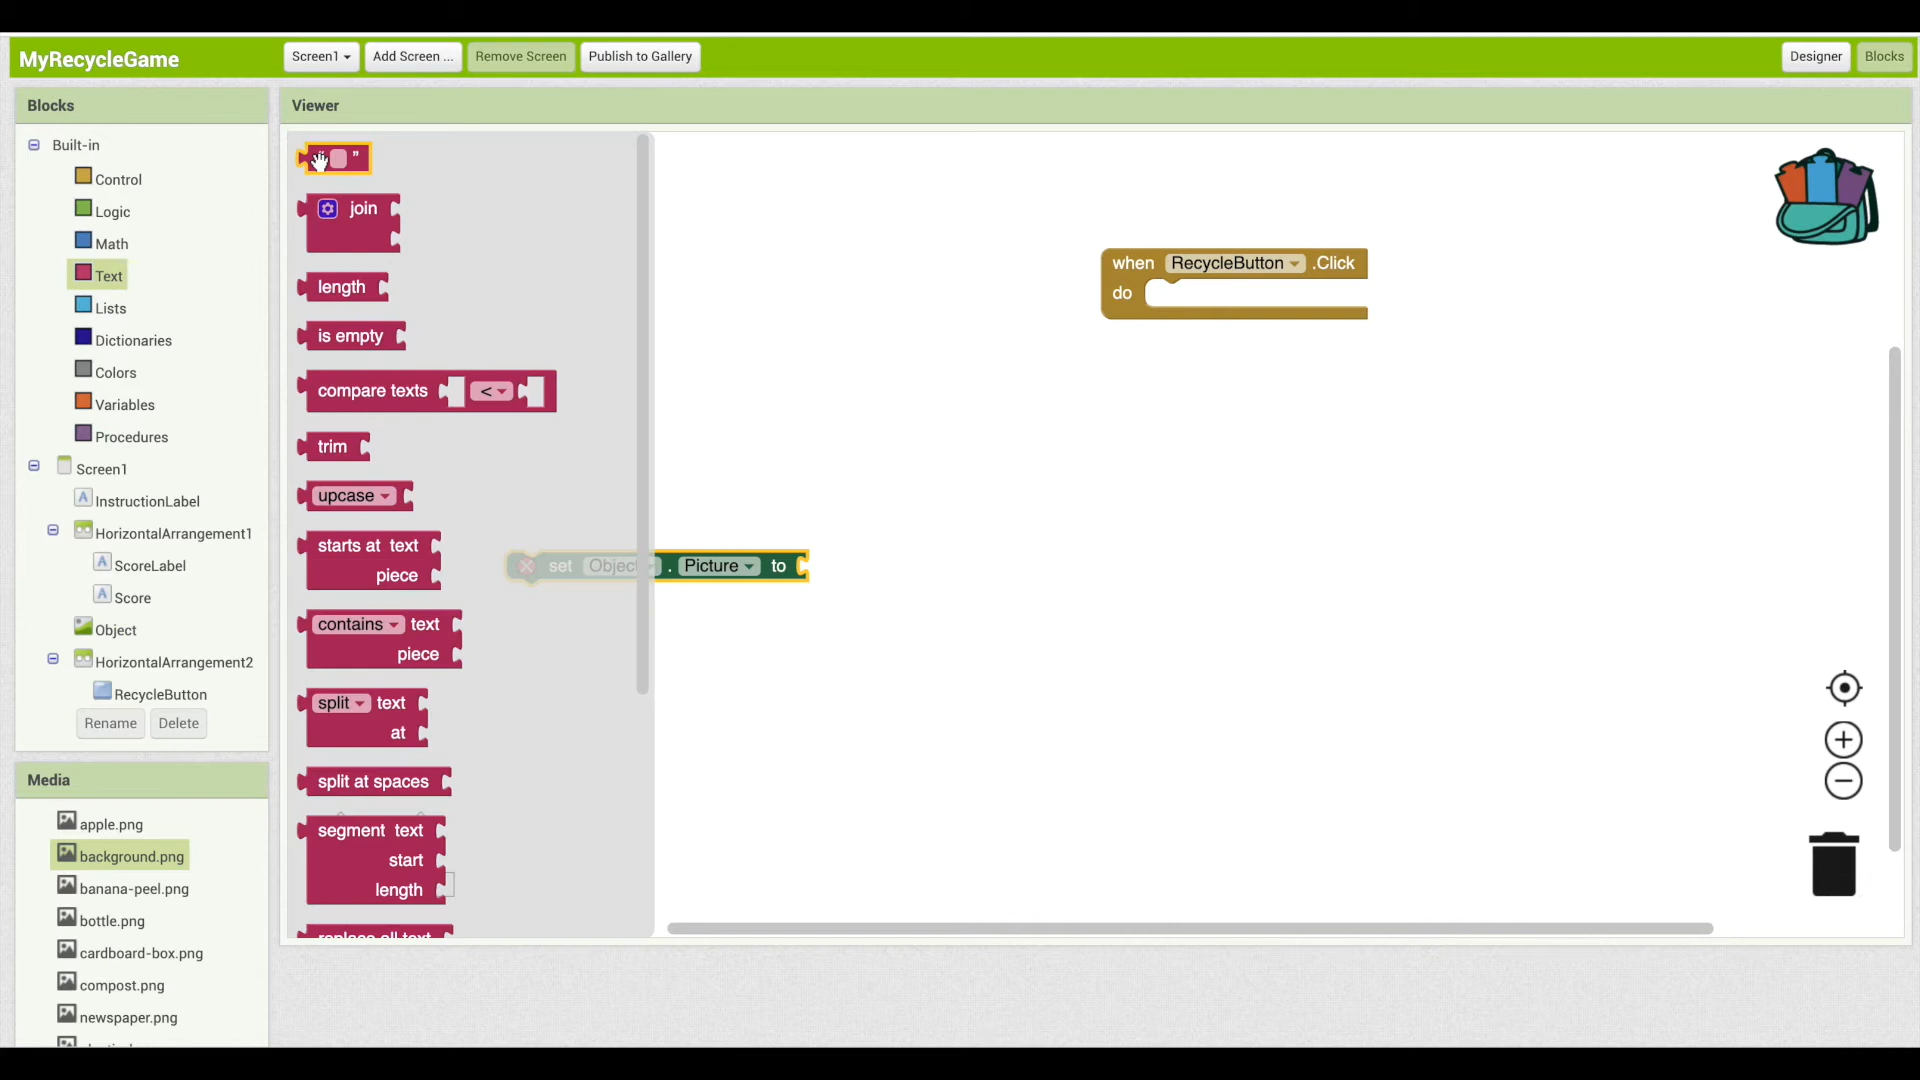 MyRecycleGame
Screen1
Add Screen ...
Remove Screen
Publish to Gallery
Designer
Blocks
Blocks
Viewer
Built-in
Control
Logic
Math
Text
Lists
Dictionaries
Colors
Variables
Procedures
Screen1
InstructionLabel
HorizontalArrangement1
ScoreLabel
Score
Object
HorizontalArrangement2
RecycleButton
Rename
Delete
Media
apple.png
background.png
banana-peel.png
bottle.png
cardboard-box.png
compost.png
newspaper.png
" "
join
length
is empty
compare texts <
trim
upcase
starts at text
piece
contains text
piece
split text
at
split at spaces
segment text
start
length
replace all text
set Object . Picture to
when RecycleButton .Click
do